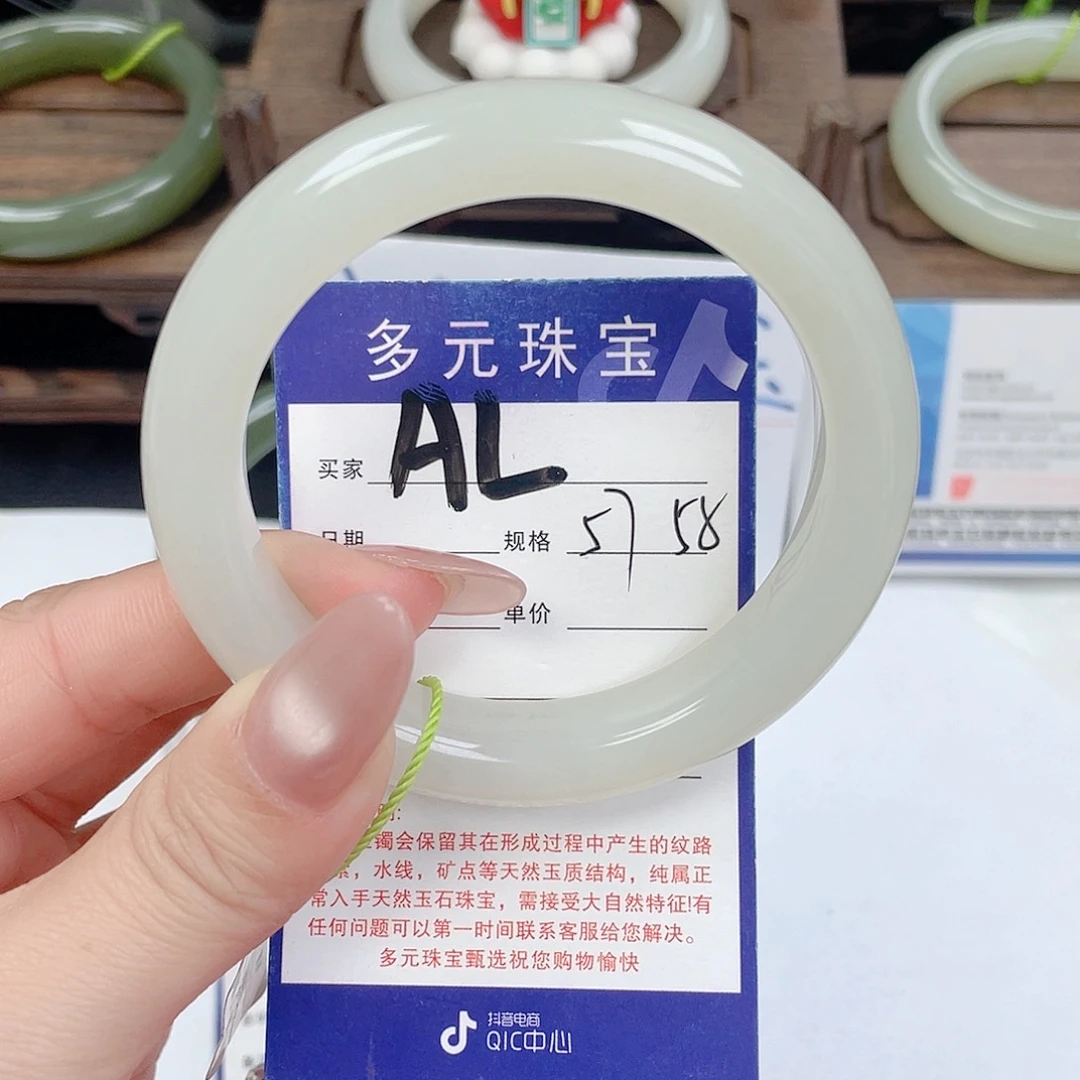 多元珠宝
买家 AL
日期 规格 57 58
单价
镯会保留其在形成过程中产生的纹路
，水线，矿点等天然玉质结构，纯属正
常入手天然玉石珠宝，需接受大自然特征!有
任何问题可以第一时间联系客服给您解决。
多元珠宝甄选祝您购物愉快
抖音电商
QIC中心